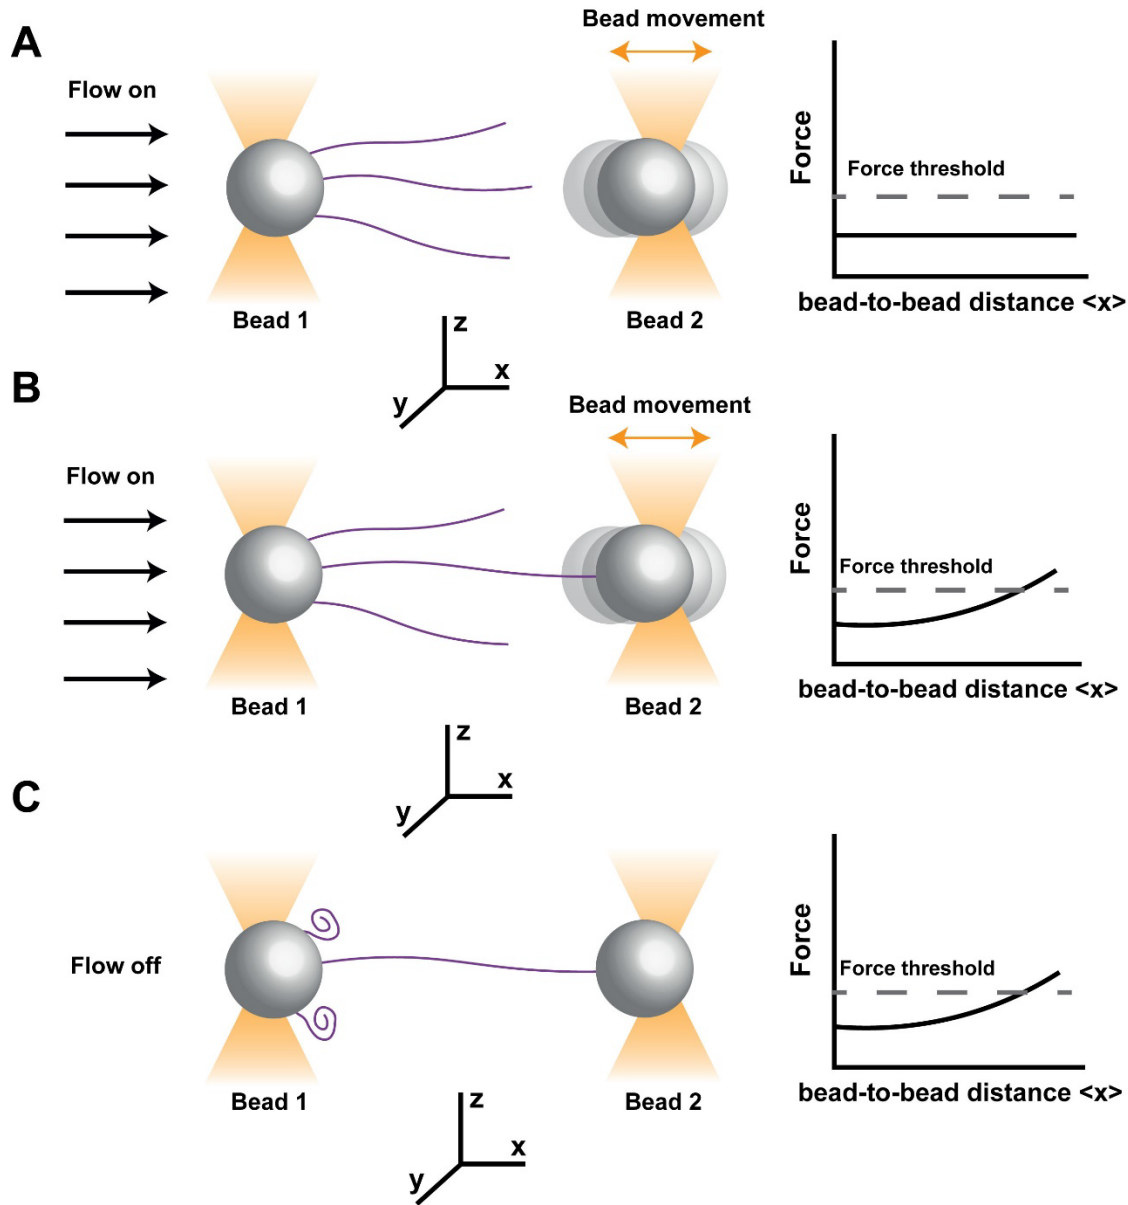 A
Bead movement
Flow on
Force
Force threshold
bead-to-bead distance <x>
Bead 1
Bead 2
z
x
y
B
Bead movement
Flow on
Force
Force threshold
bead-to-bead distance <x>
Bead 1
Bead 2
z
x
y
C
Flow off
Force
Force threshold
bead-to-bead distance <x>
Bead 1
Bead 2
z
x
y